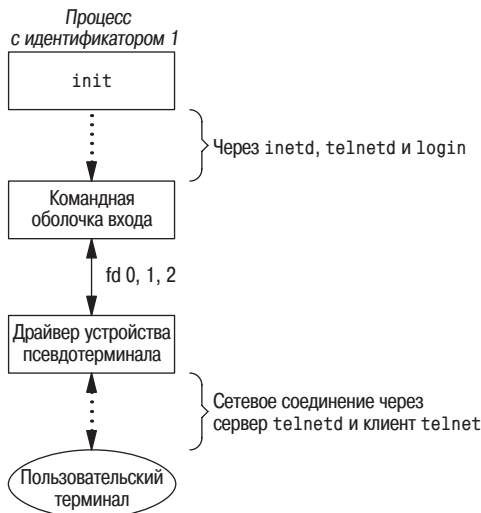 Процесс
с идентификатором 1
init
Через inetd, telnetd и login
Командная
оболочка входа
fd 0, 1, 2
Драйвер устройства
псевдотерминала
Сетевое соединение через
сервер telnetd и клиент telnet
Пользовательский
терминал